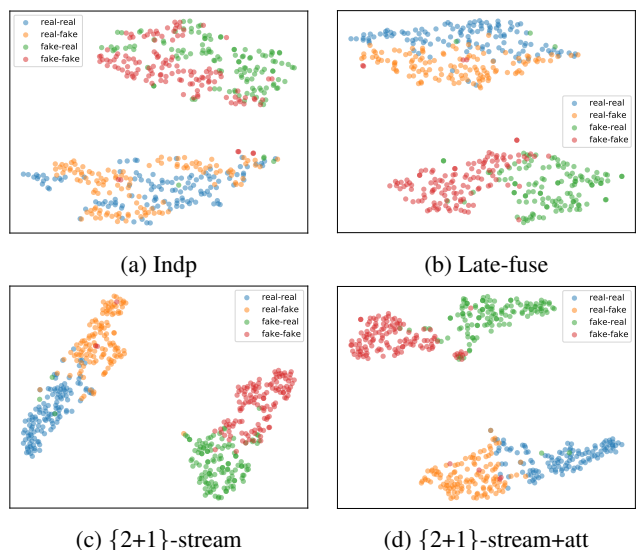 real-real
real-fake
fake-real
fake-fake
real-real
real-fake
fake-real
fake-fake
(a) Indp
(b) Late-fuse
real-real
real-fake
fake-real
fake-fake
real-real
real-fake
fake-real
fake-fake
(c) {2+1}-stream
(d) {2+1}-stream+att